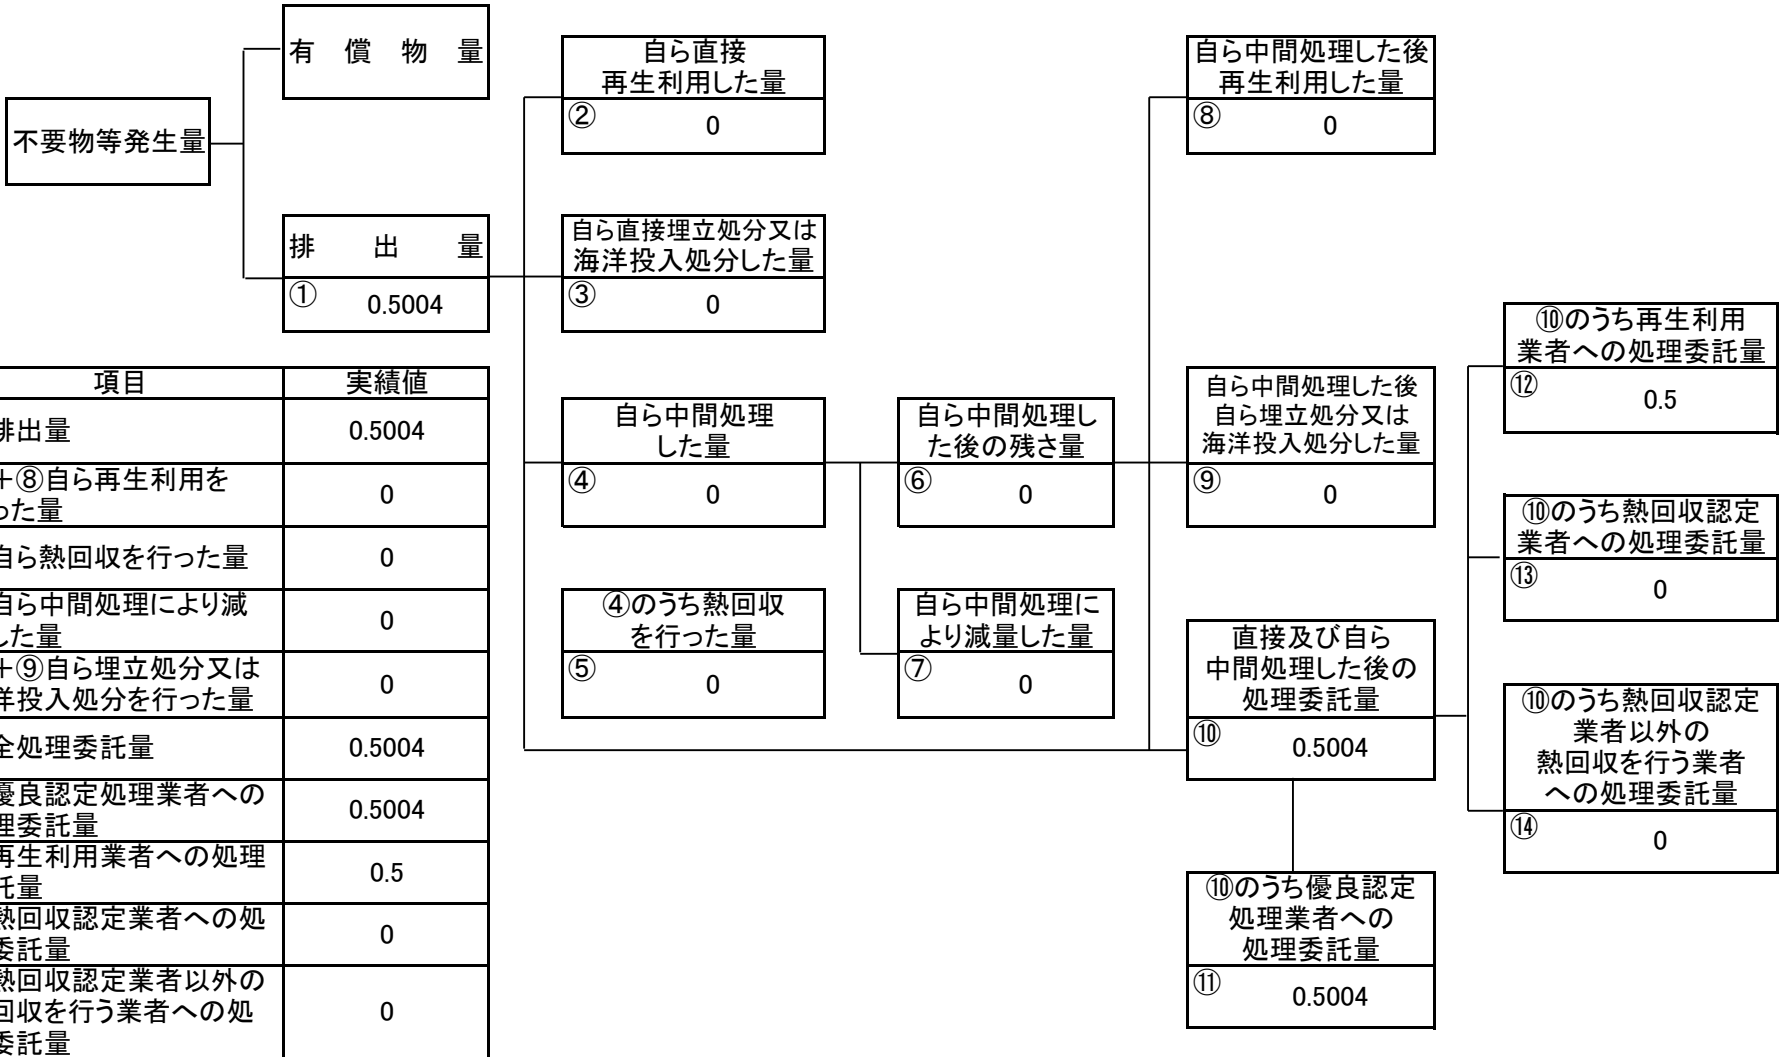 有償物量
不要物等発生量
排出量
① 0.5004
自ら直接
再生利用した量
② 0
自ら直接埋立処分又は
海洋投入処分した量
③ 0
自ら中間処理
した量
④ 0
④のうち熱回収
を行った量
⑤ 0
自ら中間処理し
た後の残さ量
⑥ 0
自ら中間処理に
より減量した量
⑦ 0
自ら中間処理した後
再生利用した量
⑧ 0
自ら中間処理した後
自ら埋立処分又は
海洋投入処分した量
⑨ 0
直接及び自ら
中間処理した後の
処理委託量
⑩ 0.5004
⑩のうち優良認定
処理業者への
処理委託量
⑪ 0.5004
⑩のうち再生利用
業者への処理委託量
⑫ 0.5
⑩のうち熱回収認定
業者への処理委託量
⑬ 0
⑩のうち熱回収認定
業者以外の
熱回収を行う業者
への処理委託量
⑭ 0
項目 実績値
排出量 0.5004
+⑧自ら再生利用を
った量 0
自ら熱回収を行った量 0
自ら中間処理により減
した量 0
+⑨自ら埋立処分又は
洋投入処分を行った量 0
全処理委託量 0.5004
優良認定処理業者への
理委託量 0.5004
再生利用業者への処理
託量 0.5
熱回収認定業者への処
委託量 0
熱回収認定業者以外の
回収を行う業者への処
委託量 0